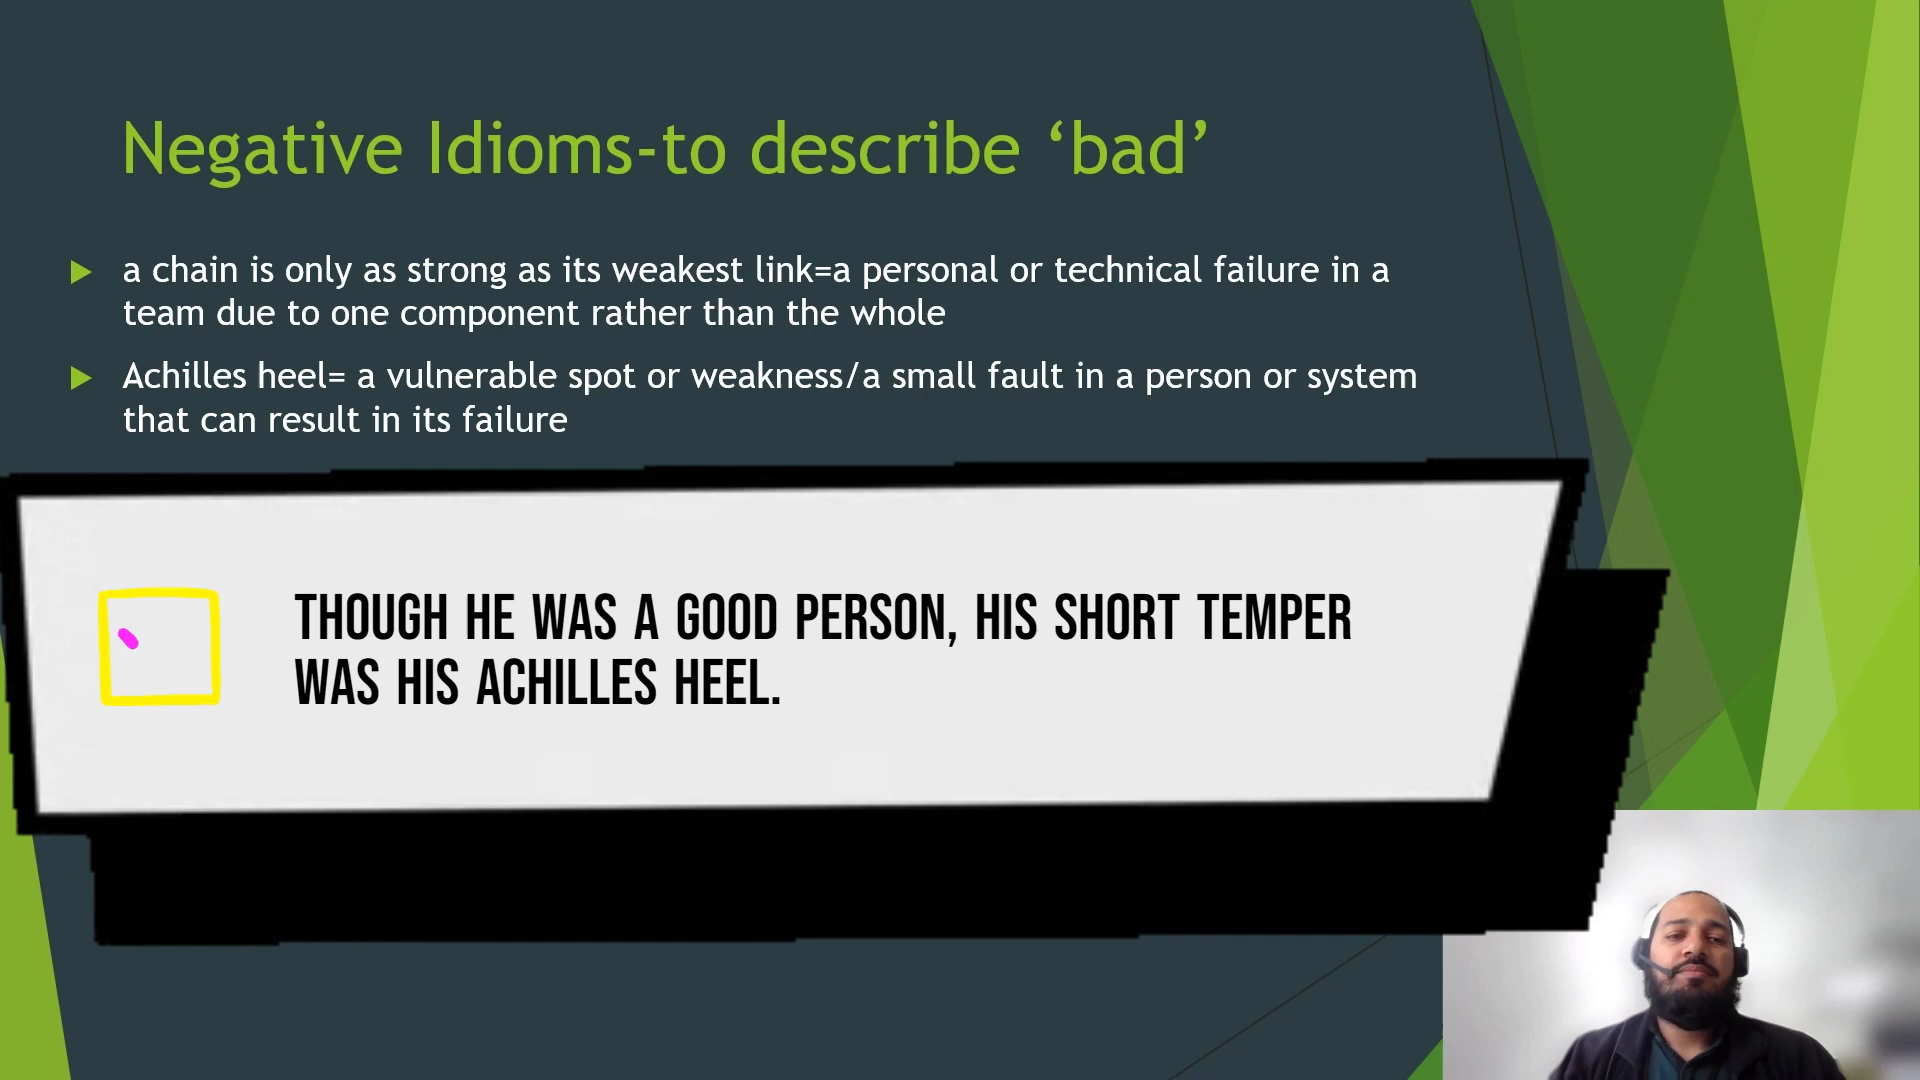 Negative Idioms-to describe ‘bad’
a chain is only as strong as its weakest link=a personal or technical failure in a
team due to one component rather than the whole
Achilles heel= a vulnerable spot or weakness/a small fault in a person or system
that can result in its failure
THOUGH HE WAS A GOOD PERSON, HIS SHORT TEMPER
WAS HIS ACHILLES HEEL.